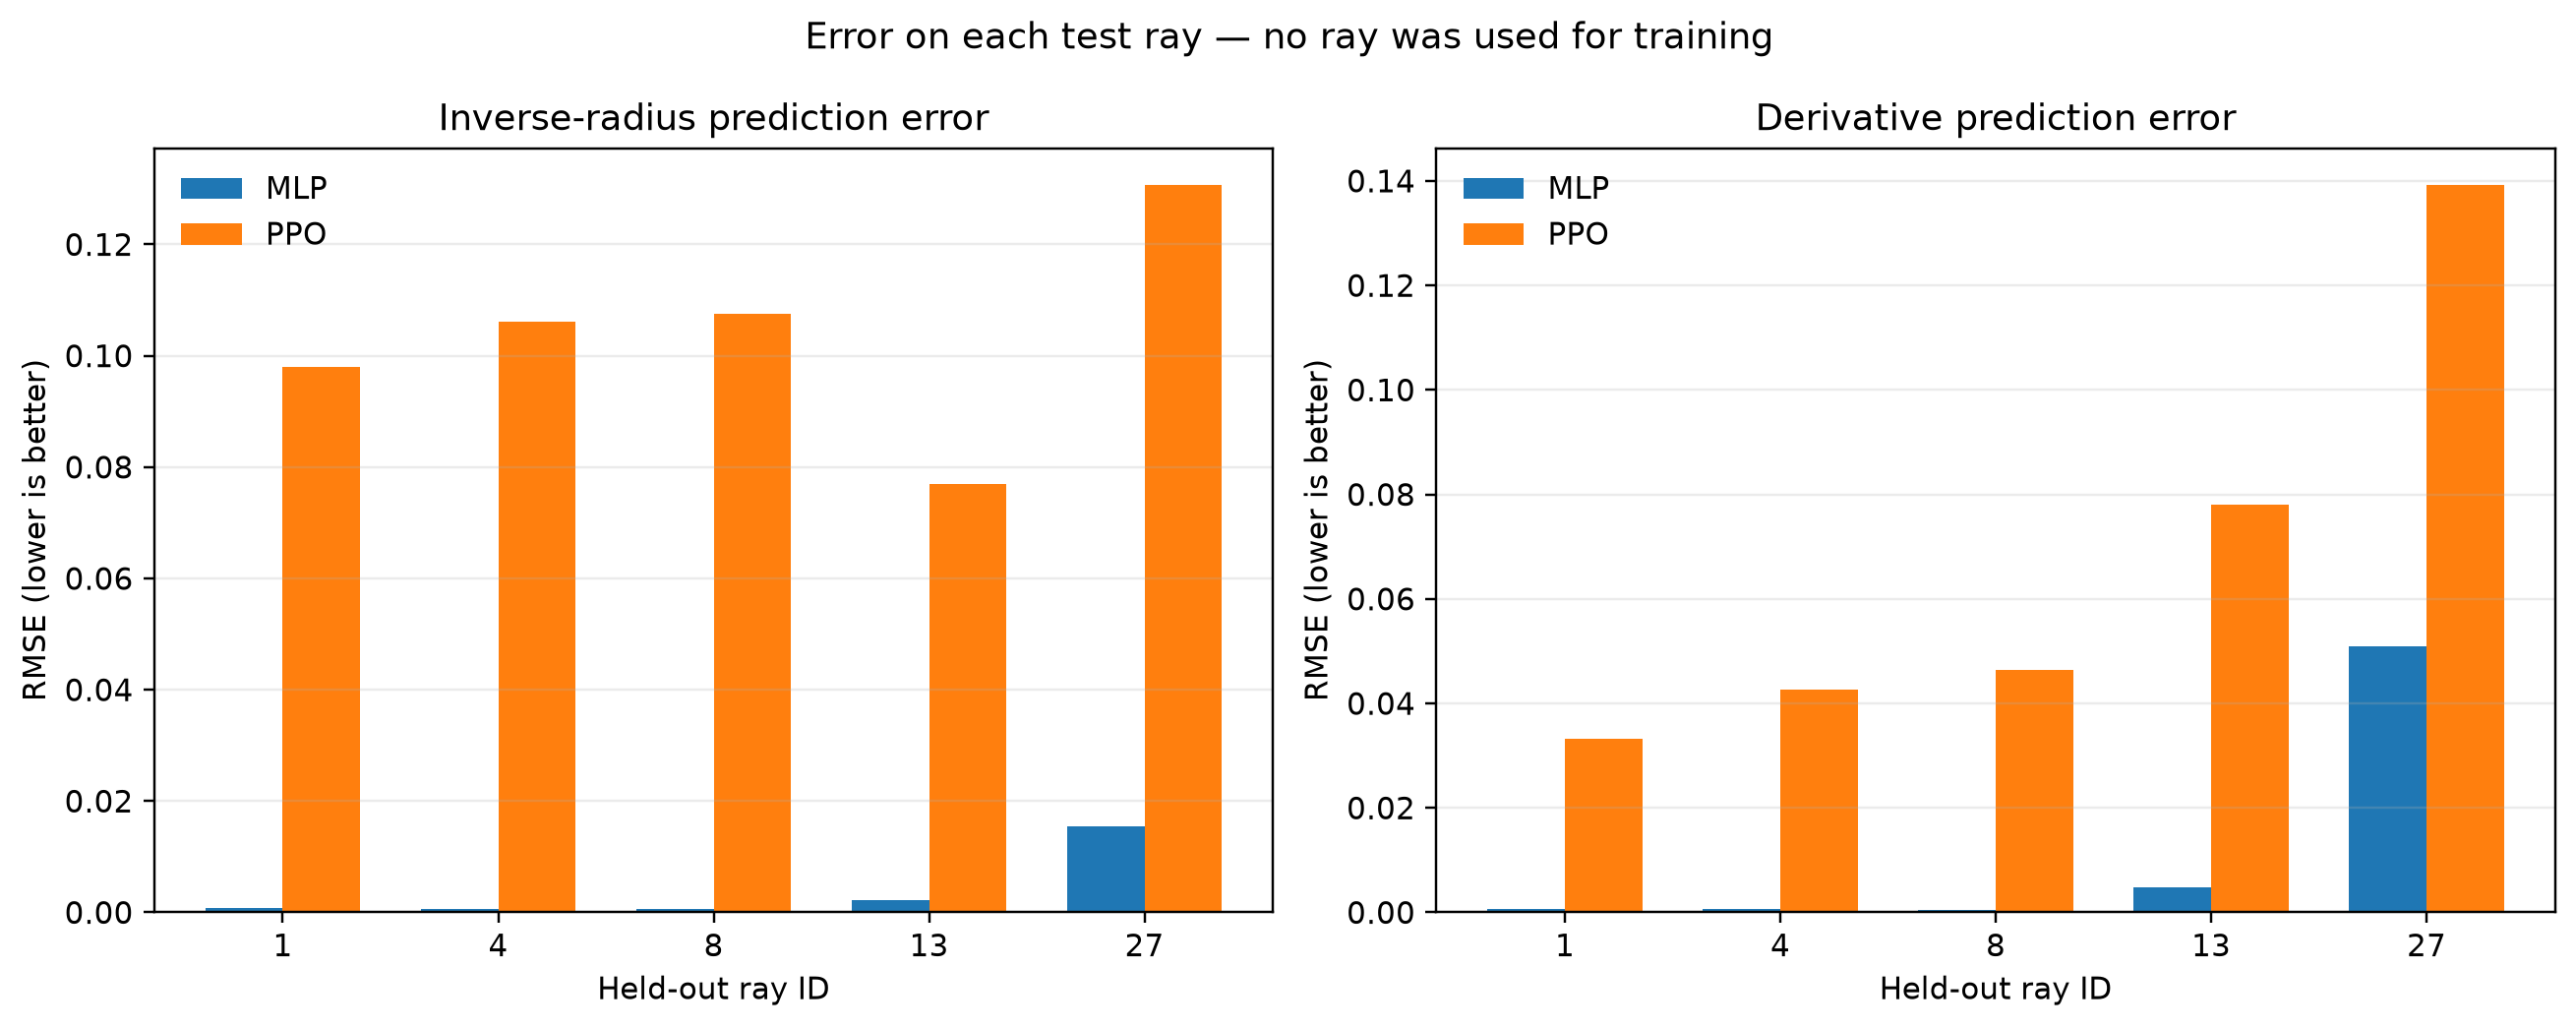 Error on each test ray — no ray was used for training
Inverse-radius prediction error
MLP
PPO
RMSE (lower is better)
0.12
0.10
0.08
0.06
0.04
0.02
0.00
1 4 8 13 27
Held-out ray ID
Derivative prediction error
MLP
PPO
RMSE (lower is better)
0.14
0.12
0.10
0.08
0.06
0.04
0.02
0.00
1 4 8 13 27
Held-out ray ID